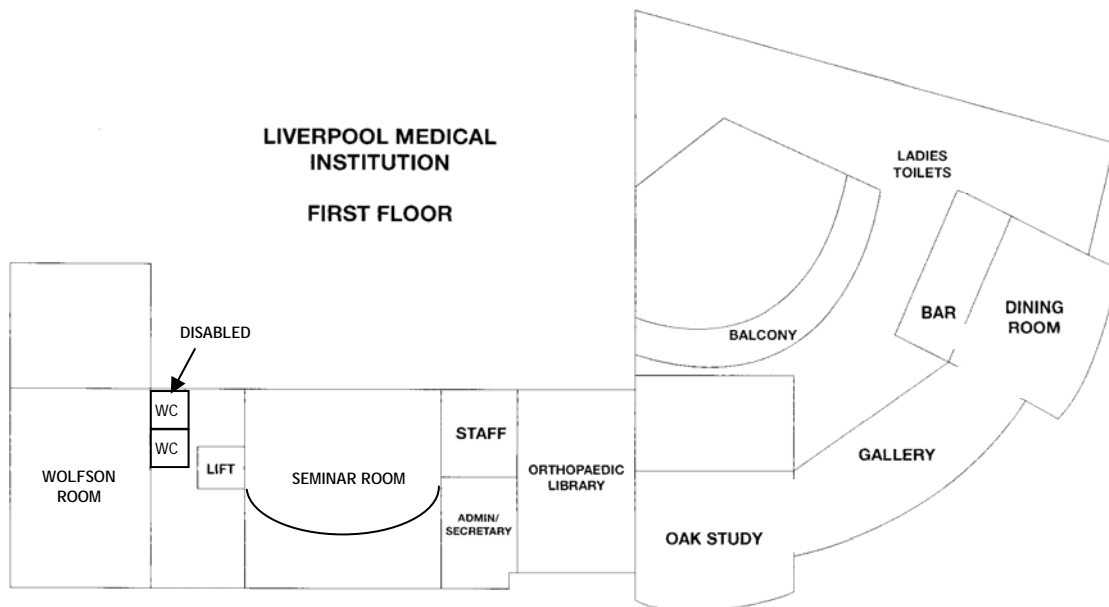 LIVERPOOL MEDICAL
INSTITUTION
FIRST FLOOR
LADIES
TOILETS
DISABLED
BAR
DINING
ROOM
BALCONY
WC
WC
STAFF
GALLERY
WOLFSON
ROOM
LIFT
SEMINAR ROOM
ORTHOPAEDIC
LIBRARY
ADMIN/
SECRETARY
OAK STUDY